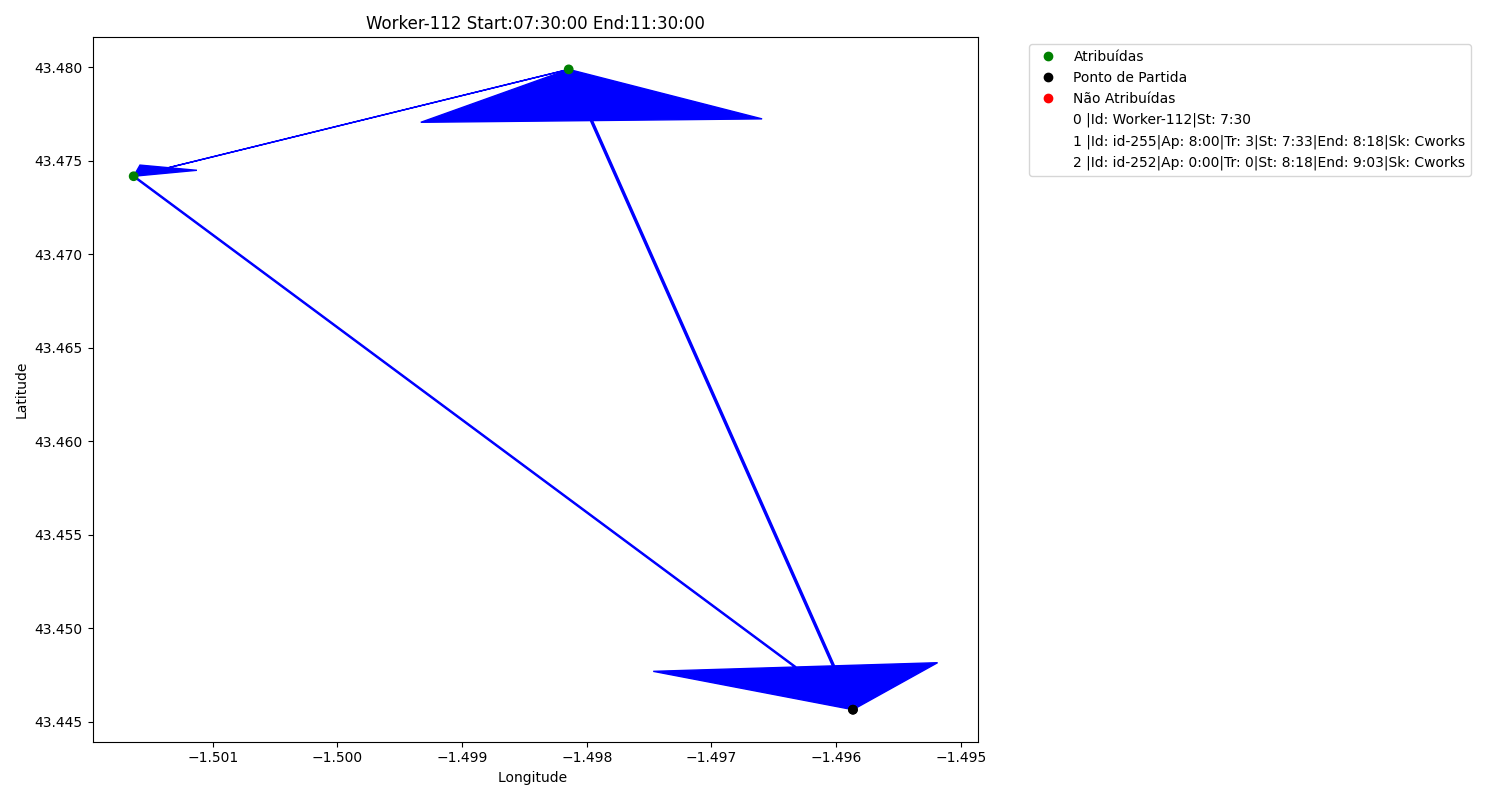 Worker-112 Start:07:30:00 End:11:30:00
43.480
43.475
43.470
43.465
43.460
43.455
43.450
43.445
Latitude
−1.501
−1.500
−1.499
−1.498
−1.497
−1.496
−1.495
Longitude
Atribuídas
Ponto de Partida
Não Atribuídas
0 |Id: Worker-112|St: 7:30
1 |Id: id-255|Ap: 8:00|Tr: 3|St: 7:33|End: 8:18|Sk: Cworks
2 |Id: id-252|Ap: 0:00|Tr: 0|St: 8:18|End: 9:03|Sk: Cworks